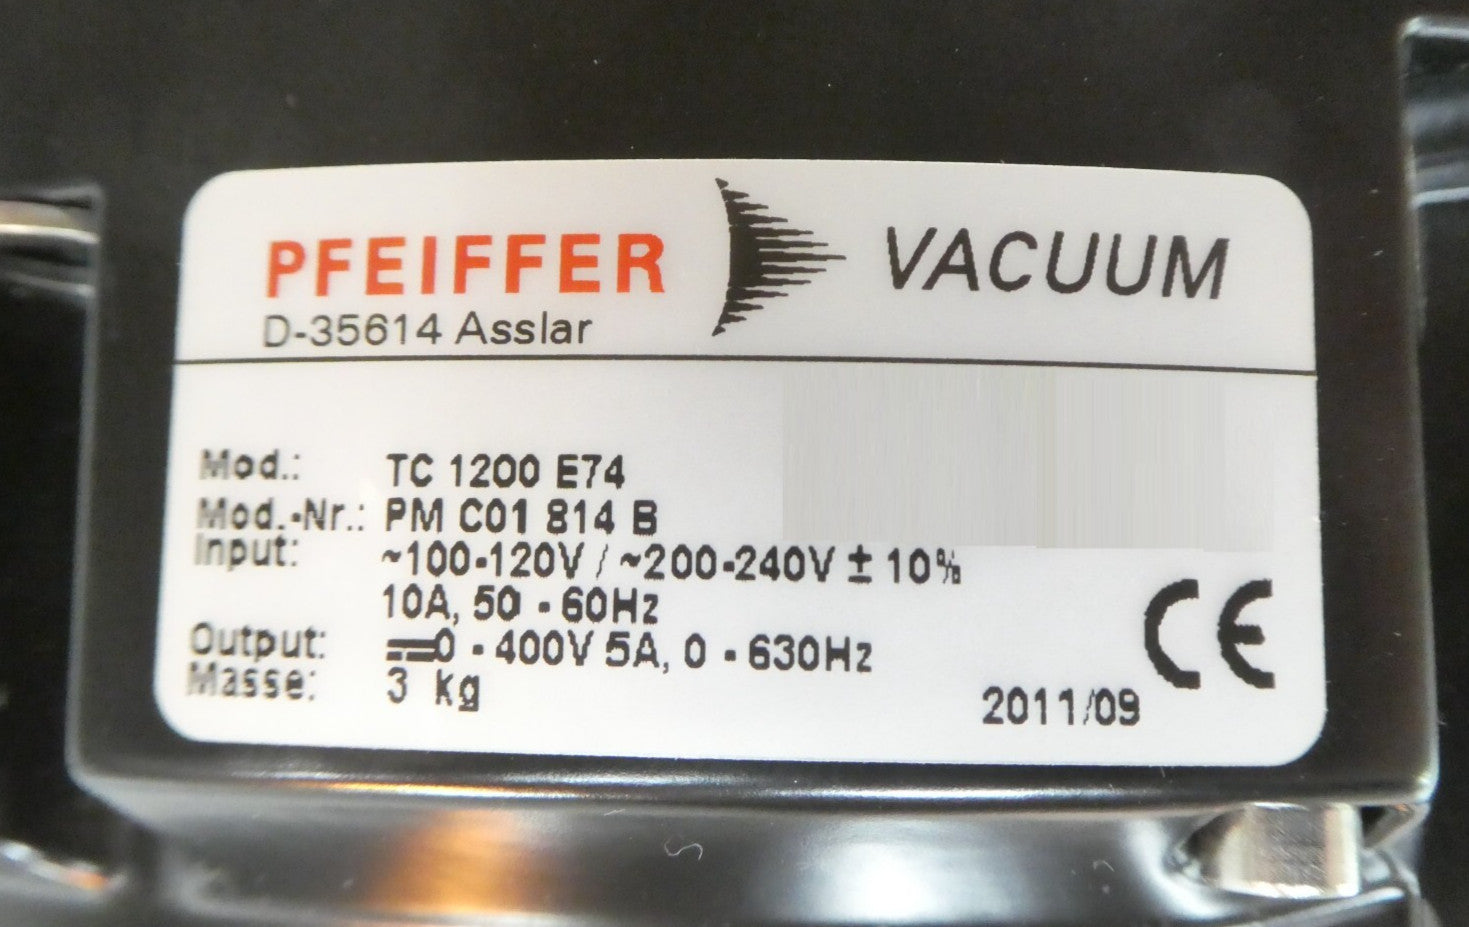 PFEIFFER VACUUM
D-35614 Asslar
Mod.: TC 1200 E74
Mod.-Nr.: PM C01 814 B
Input: ~100-120V / ~200-240V ± 10%
10A, 50 - 60Hz
Output: ⎓0 - 400V 5A, 0 - 630Hz
Masse: 3 kg
2011/09
CE